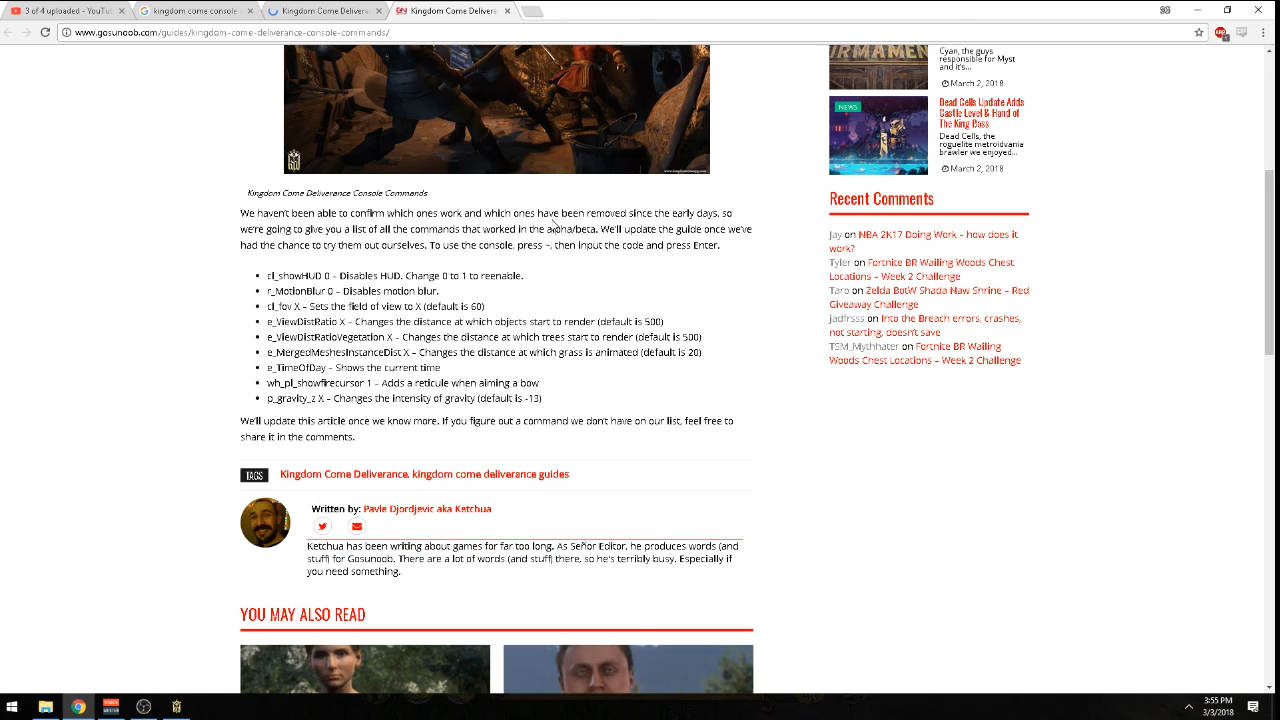 3 of 4 uploaded - YouTu
kingdom come console
Kingdom Come Deliveran
Kingdom Come Deliveran
www.gosunoob.com/guides/kingdom-come-deliverance-console-commands/
Kingdom Come Deliverance Console Commands
We haven't been able to confirm which ones work and which ones have been removed since the early days, so
we're going to give you a list of all the commands that worked in the alpha/beta. We'll update the guide once we've
had the chance to try them out ourselves. To use the console, press ~, then input the code and press Enter.
• cl_showHUD 0 – Disables HUD. Change 0 to 1 to reenable.
• r_MotionBlur 0 – Disables motion blur.
• cl_fov X – Sets the field of view to X (default is 60)
• e_ViewDistRatio X – Changes the distance at which objects start to render (default is 500)
• e_ViewDistRatioVegetation X – Changes the distance at which trees start to render (default is 500)
• e_MergedMeshesInstanceDist X – Changes the distance at which grass is animated (default is 20)
• e_TimeOfDay – Shows the current time
• wh_pl_showfirecursor 1 – Adds a reticule when aiming a bow
• p_gravity_z X – Changes the intensity of gravity (default is -13)
We'll update this article once we know more. If you figure out a command we don't have on our list, feel free to
share it in the comments.
TAGS Kingdom Come Deliverance, kingdom come deliverance guides
Written by: Pavle Djordjevic aka Ketchua
Ketchua has been writing about games for far too long. As Señor Editor, he produces words (and
stuff) for Gosunoob. There are a lot of words (and stuff) there, so he's terribly busy. Especially if
you need something.
YOU MAY ALSO READ
Cyan, the guys
responsible for Myst
and it's...
March 2, 2018
NEWS
Dead Cells Update Adds
Castle Level & Hand of
The King Boss
Dead Cells, the
roguelite metroidvania
brawler we enjoyed...
March 2, 2018
Recent Comments
Jay on NBA 2K17 Doing Work – how does it
work?
Tyler on Fortnite BR Wailing Woods Chest
Locations – Week 2 Challenge
Taro on Zelda BotW Shada Naw Shrine – Red
Giveaway Challenge
jadfrsss on Into the Breach errors, crashes,
not starting, doesn't save
TSM_Mythhater on Fortnite BR Wailing
Woods Chest Locations – Week 2 Challenge
3:55 PM
3/3/2018